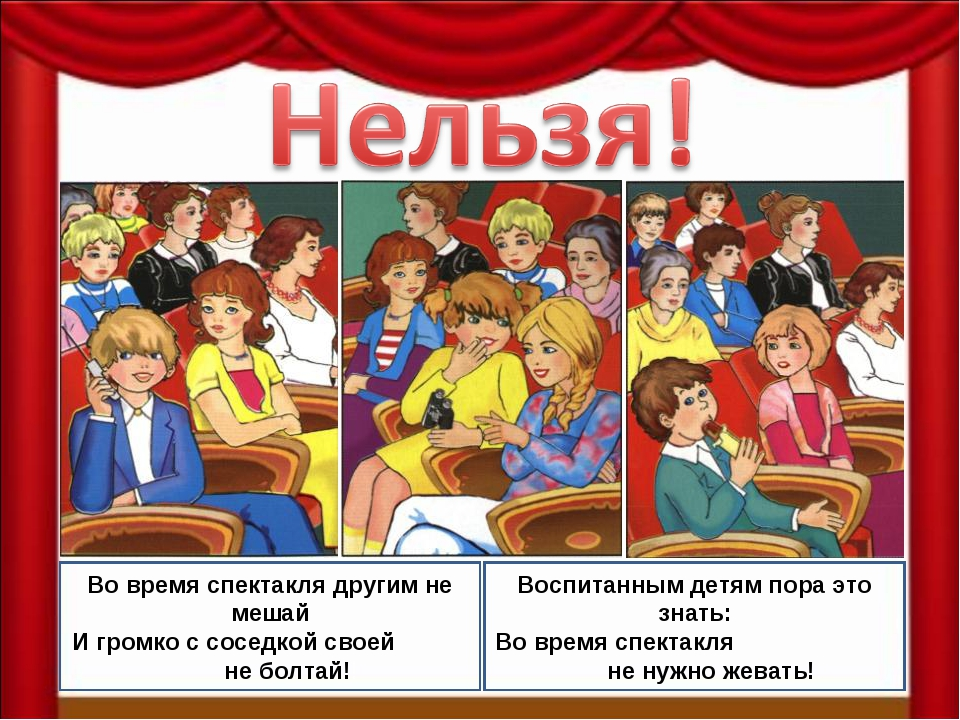 Нельзя!
Во время спектакля другим не
мешай
И громко с соседкой своей
не болтай!
Воспитанным детям пора это
знать:
Во время спектакля
не нужно жевать!